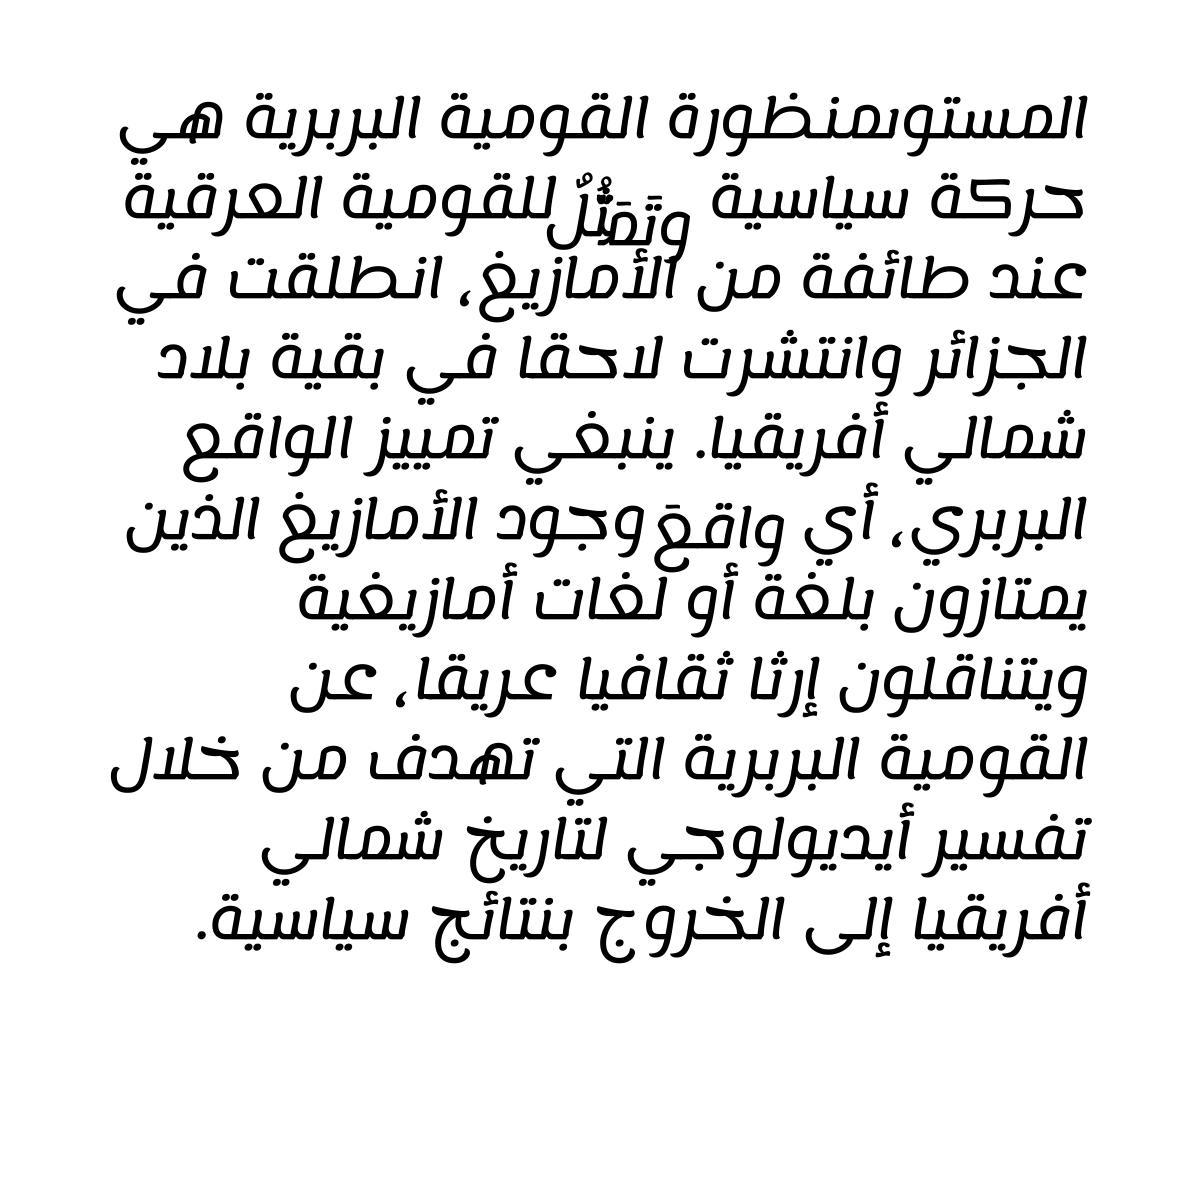 المستوىمنظورة القومية البربرية هي
حركة سياسية وتَمَثُّلٌ للقومية العرقية
عند طائفة من الأمازيغ، انطلقت في
الجزائر وانتشرت لاحقا في بقية بلاد
شمالي أفريقيا. ينبغي تمييز الواقع
البربري، أي واقعَ وجود الأمازيغ الذين
يمتازون بلغة أو لغات أمازيغية
ويتناقلون إرثا ثقافيا عريقا، عن
القومية البربرية التي تهدف من خلال
تفسير أيديولوجي لتاريخ شمالي
أفريقيا إلى الخروج بنتائج سياسية.